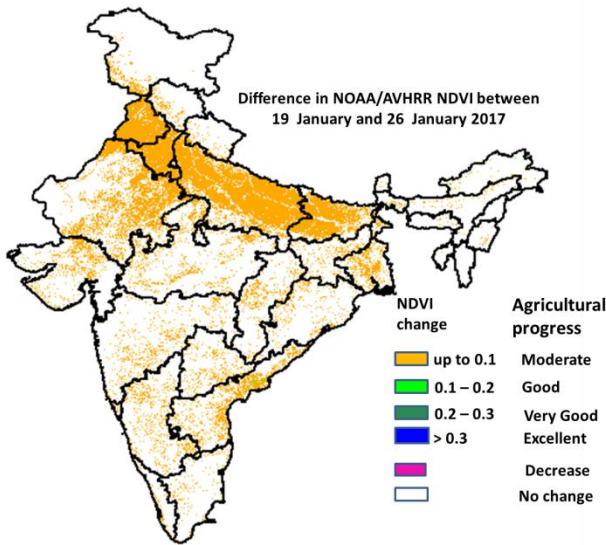 Difference in NOAA/AVHRR NDVI between
19 January and 26 January 2017
NDVI change
Agricultural progress
up to 0.1 Moderate
0.1 – 0.2 Good
0.2 – 0.3 Very Good
> 0.3 Excellent
Decrease
No change